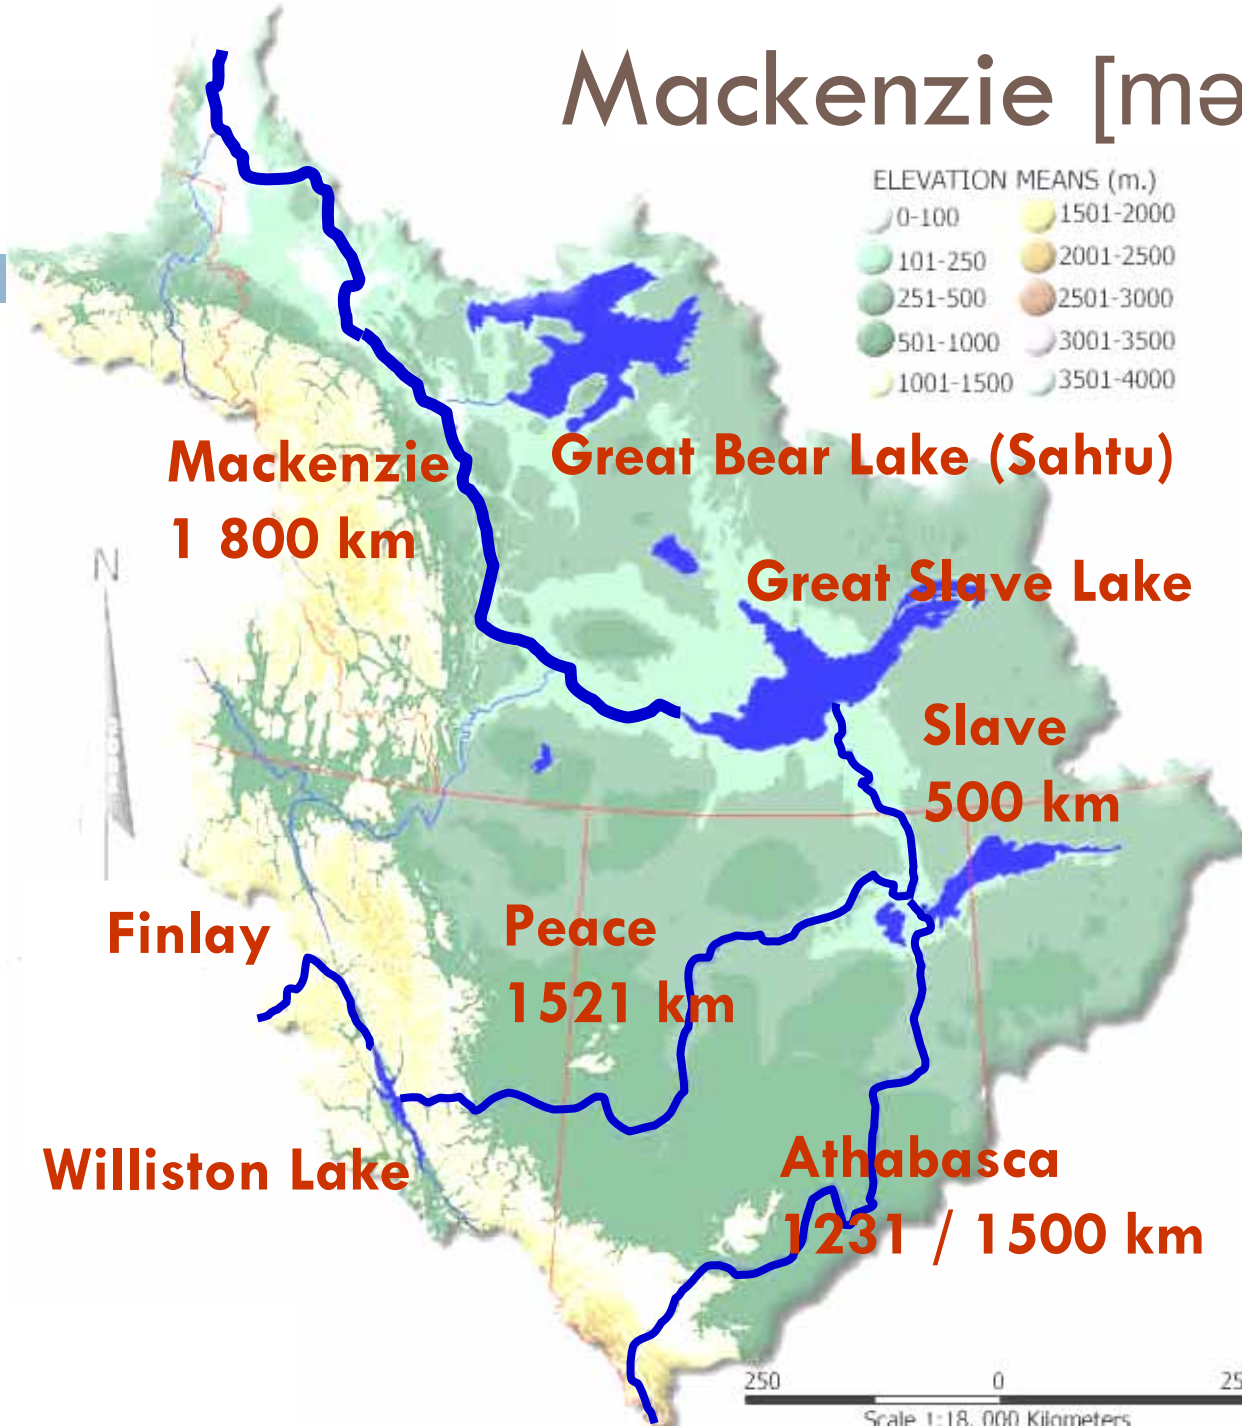 Mackenzie [mə
ELEVATION MEANS (m.)
0-100
1501-2000
101-250
2001-2500
251-500
2501-3000
501-1000
3001-3500
1001-1500
3501-4000
Mackenzie
1 800 km
Great Bear Lake (Sahtu)
N
Great Slave Lake
Slave
500 km
Finlay
Peace
1521 km
Williston Lake
Athabasca
1231 / 1500 km
250 0 25
Scale 1:18, 000 Kilometers